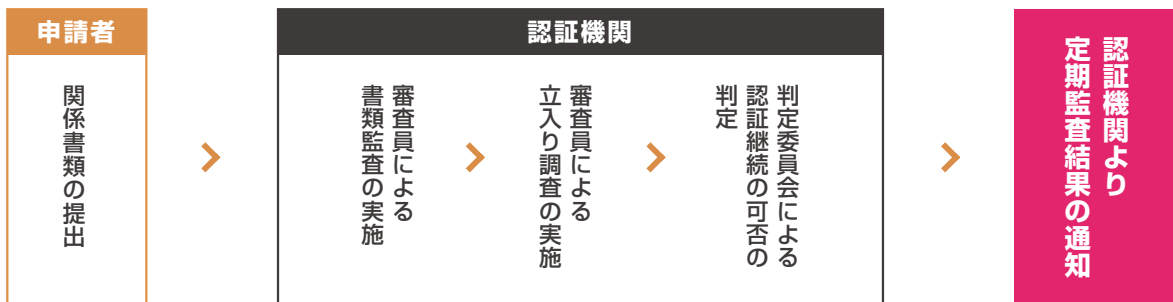 申請者
関係書類の提出
認証機関
審査員による
書類監査の実施
審査員による
立入り調査の実施
判定委員会による
認証継続の可否の
判定
認証機関より
定期監査結果の通知